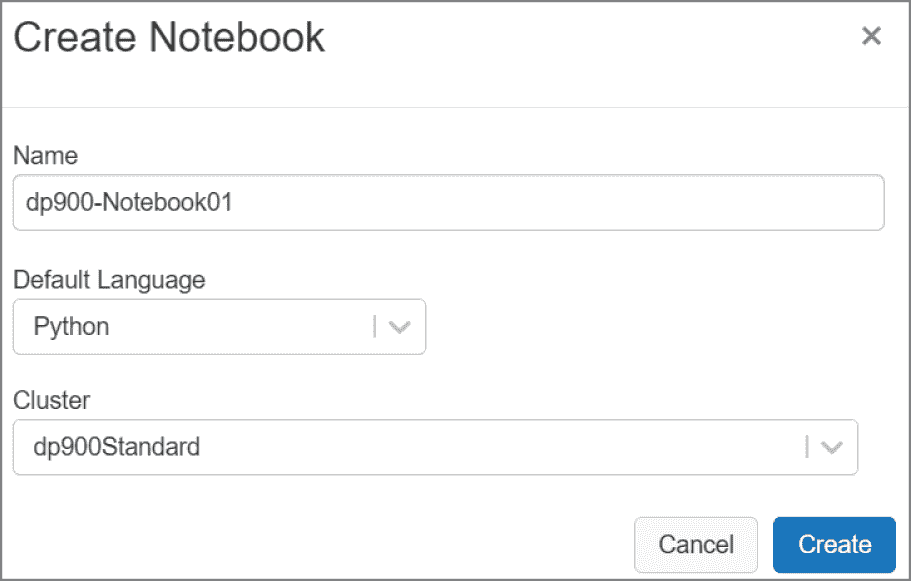 Create Notebook
Name
dp900-Notebook01
Default Language
Python
Cluster
dp900Standard
Cancel Create